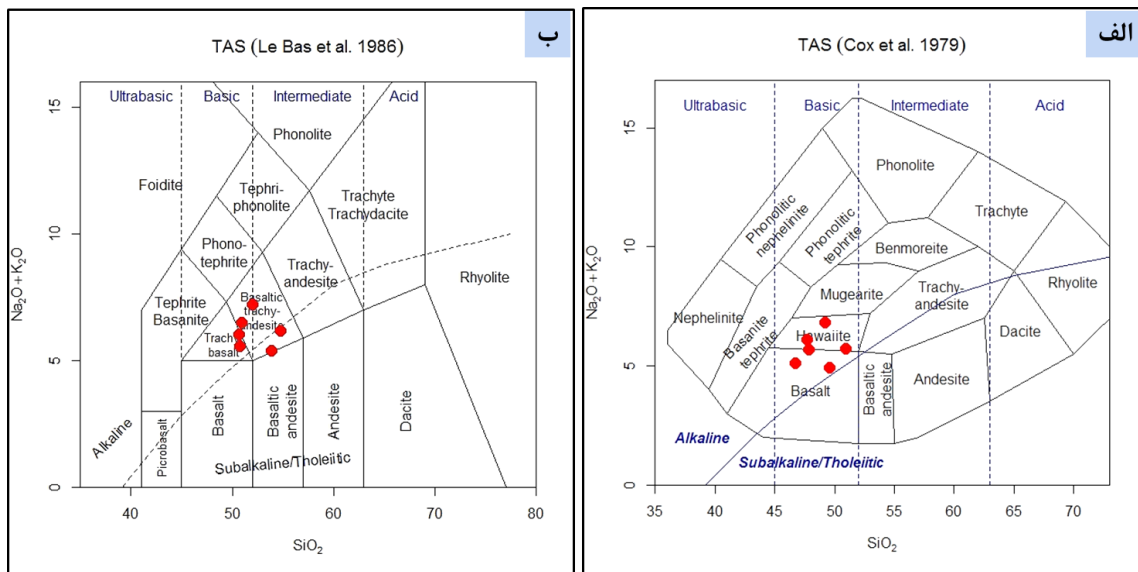 ب
TAS (Le Bas et al. 1986)
Ultrabasic
Basic
Intermediate
Acid
Phonolite
Foidite
Tephri-
phonolite
Trachyte
Trachydacite
Phono-
tephrite
Trachy-
andesite
Rhyolite
Tephrite
Basanite
Basaltic
trachy-
andesite
Trachy-
basalt
Alkaline
Picrobasalt
Basalt
Basaltic
andesite
Andesite
Dacite
Subalkaline/Tholeiitic
Na₂O + K₂O
0
5
10
15
40
50
60
70
80
SiO₂
الف
TAS (Cox et al. 1979)
Ultrabasic
Basic
Intermediate
Acid
Phonolite
Phonolitic
nephelinite
Phonolitic
tephrite
Trachyte
Benmoreite
Mugearite
Trachy-
andesite
Rhyolite
Nephelinite
Basanite
tephrite
Hawaiite
Dacite
Basalt
Basaltic
andesite
Andesite
Alkaline
Subalkaline/Tholeiitic
Na₂O + K₂O
0
5
10
15
35
40
45
50
55
60
65
70
SiO₂